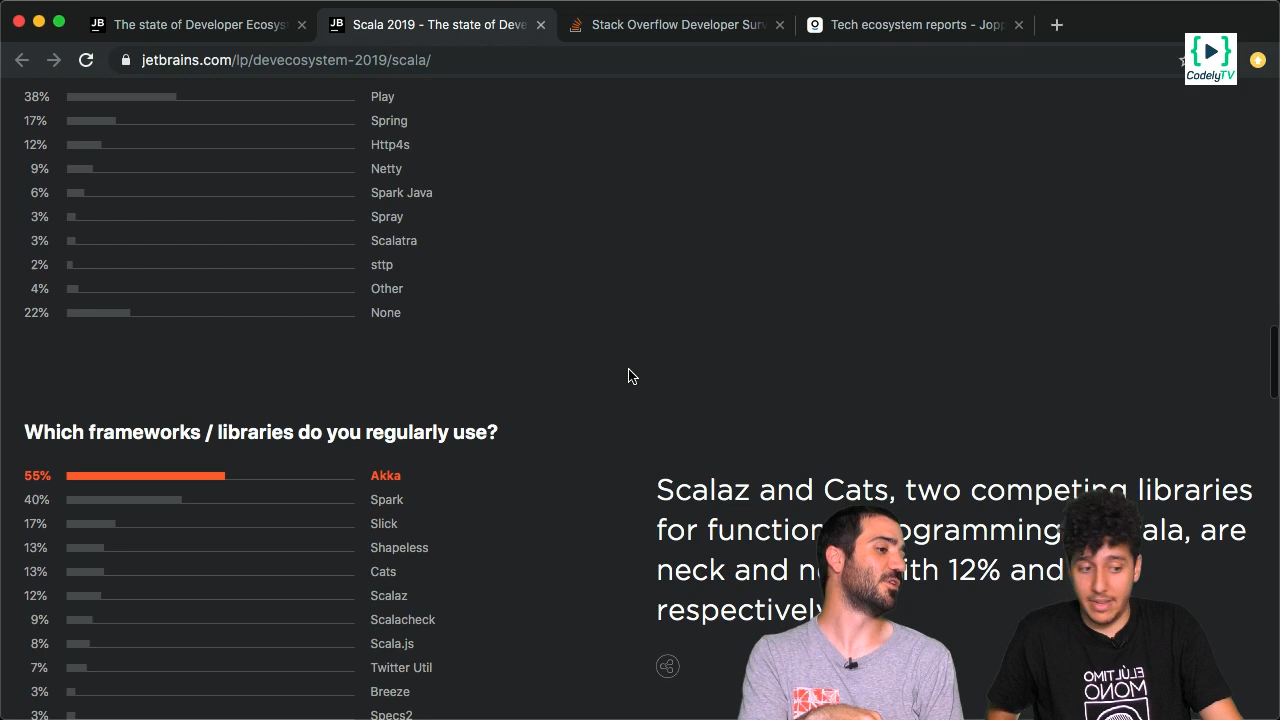 The state of Developer Ecosyst
Scala 2019 - The state of Deve
Stack Overflow Developer Surv
Tech ecosystem reports - Jopp
jetbrains.com/lp/devecosystem-2019/scala/
CodelyTV
38% Play
17% Spring
12% Http4s
9% Netty
6% Spark Java
3% Spray
3% Scalatra
2% sttp
4% Other
22% None
Which frameworks / libraries do you regularly use?
55% Akka
40% Spark
17% Slick
13% Shapeless
13% Cats
12% Scalaz
9% Scalacheck
8% Scala.js
7% Twitter Util
3% Breeze
3% Specs2
Scalaz and Cats, two competing libraries
for function ogramming ala, are
neck and n ith 12% and
respectively
EL ÚLTIMO
MONO